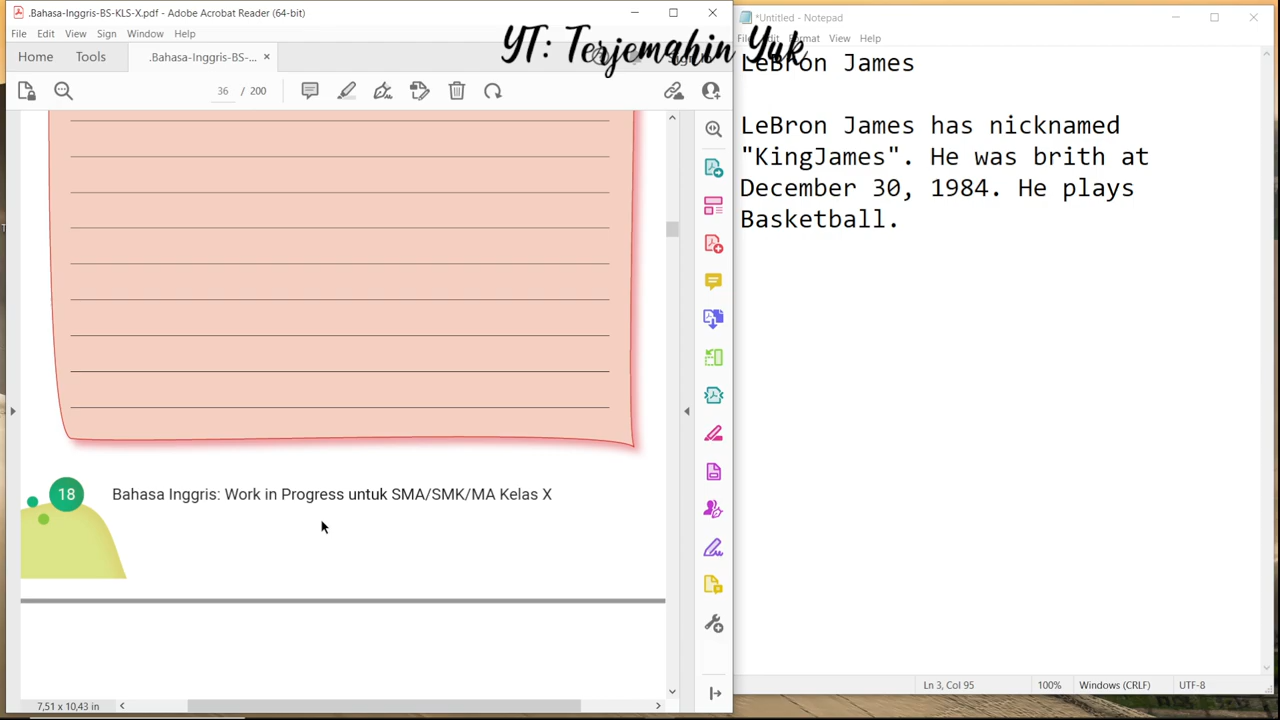 .Bahasa-Inggris-BS-KLS-X.pdf - Adobe Acrobat Reader (64-bit)
File Edit View Sign Window Help
Home Tools .Bahasa-Inggris-BS-... ×
36 / 200
18 Bahasa Inggris: Work in Progress untuk SMA/SMK/MA Kelas X
7,51 x 10,43 in
YT: Terjemahin Yuk
*Untitled - Notepad
Format View Help
LeBron James
LeBron James has nicknamed
"KingJames". He was brith at
December 30, 1984. He plays
Basketball.
Ln 3, Col 95 100% Windows (CRLF) UTF-8